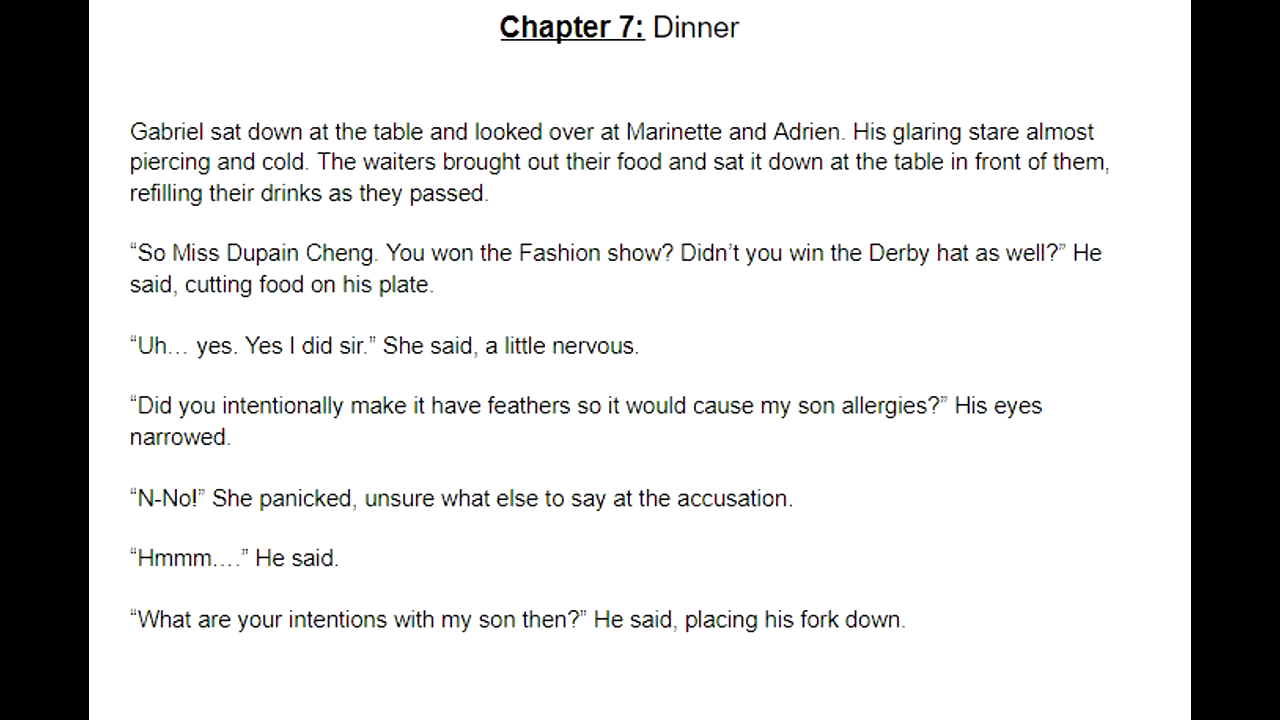 Chapter 7: Dinner
Gabriel sat down at the table and looked over at Marinette and Adrien. His glaring stare almost
piercing and cold. The waiters brought out their food and sat it down at the table in front of them,
refilling their drinks as they passed.
“So Miss Dupain Cheng. You won the Fashion show? Didn’t you win the Derby hat as well?” He
said, cutting food on his plate.
“Uh… yes. Yes I did sir.” She said, a little nervous.
“Did you intentionally make it have feathers so it would cause my son allergies?” His eyes
narrowed.
“N-No!” She panicked, unsure what else to say at the accusation.
“Hmmm….” He said.
“What are your intentions with my son then?” He said, placing his fork down.